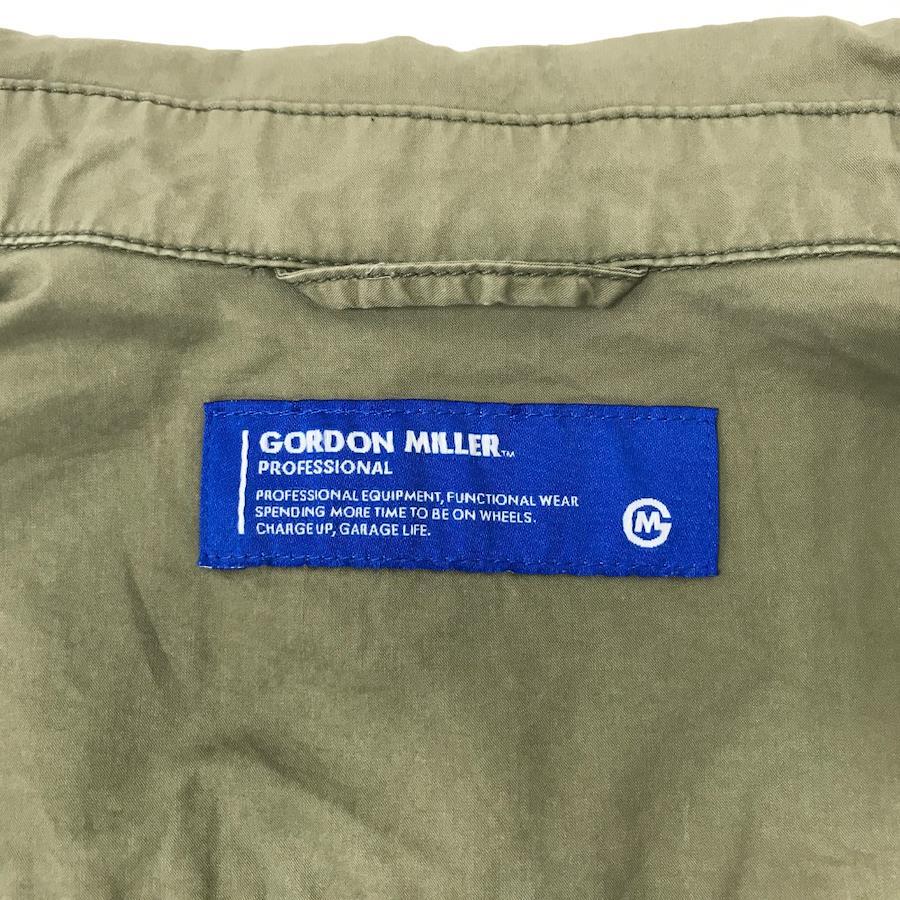 GORDON MILLER™
PROFESSIONAL
PROFESSIONAL EQUIPMENT, FUNCTIONAL WEAR
SPENDING MORE TIME TO BE ON WHEELS.
CHARGE UP, GARAGE LIFE.
GM